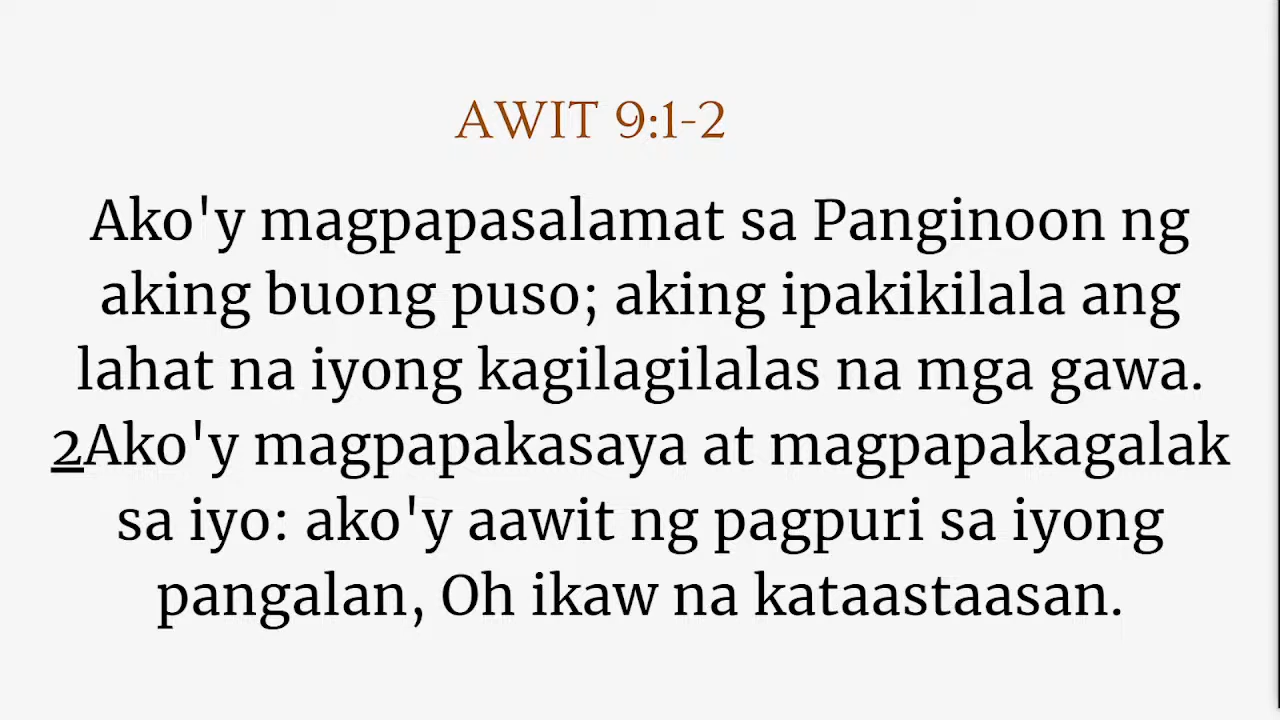 AWIT 9:1-2
Ako'y magpapasalamat sa Panginoon ng
aking buong puso; aking ipakikilala ang
lahat na iyong kagilagilalas na mga gawa.
2Ako'y magpapakasaya at magpapakagalak
sa iyo: ako'y aawit ng pagpuri sa iyong
pangalan, Oh ikaw na kataastaasan.